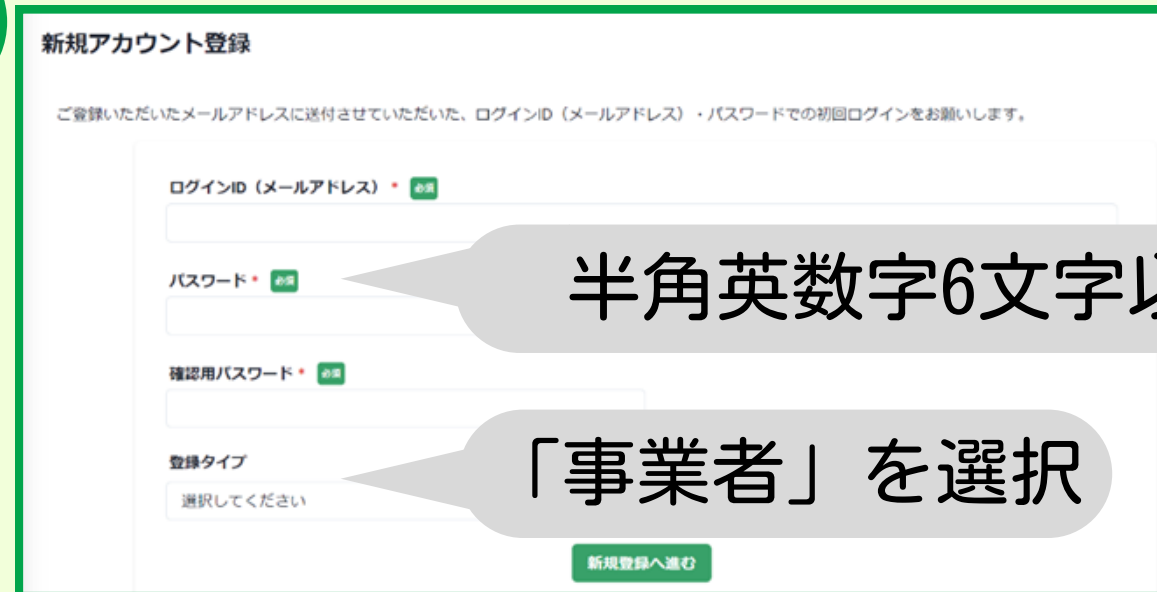 新規アカウント登録
ご登録いただいたメールアドレスに送付させていただいた、ログインID（メールアドレス）・パスワードでの初回ログインをお願いします。
ログインID（メールアドレス）* 必須
パスワード* 必須
半角英数字6文字以
確認用パスワード* 必須
登録タイプ
「事業者」を選択
選択してください
新規登録へ進む